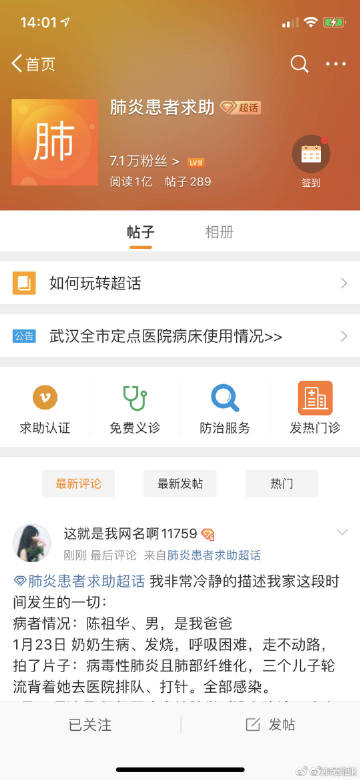 14:01
首页
肺
肺炎患者求助
超话
7.1万粉丝 >
LV9
阅读1亿 帖子289
签到
帖子
相册
如何玩转超话
公告
武汉全市定点医院病床使用情况>>
求助认证
免费义诊
防治服务
发热门诊
最新评论
最新发帖
热门
这就是我网名啊11759
刚刚 最后评论 来自肺炎患者求助超话
肺炎患者求助超话 我非常冷静的描述我家这段时
间发生的一切：
病者情况：陈祖华、男，是我爸爸
1月23日 奶奶生病、发烧，呼吸困难，走不动路，
拍了片子：病毒性肺炎且肺部纤维化，三个儿子轮
流背着她去医院排队、打针。全部感染。
已关注
发帖